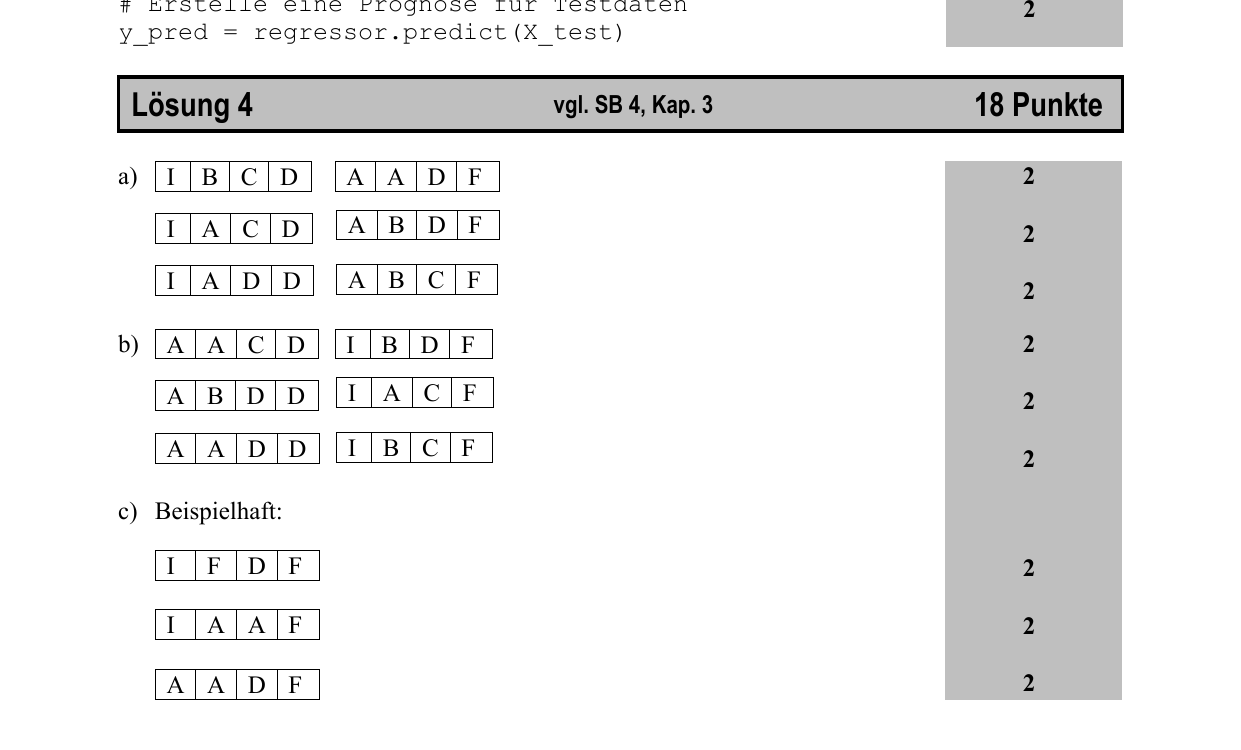 # Erstelle eine Prognose für Testdaten 2
y_pred = regressor.predict(X_test)
Lösung 4 vgl. SB 4, Kap. 3 18 Punkte
a) I B C D A A D F 2
I A C D A B D F 2
I A D D A B C F 2
b) A A C D I B D F 2
A B D D I A C F 2
A A D D I B C F 2
c) Beispielhaft:
I F D F 2
I A A F 2
A A D F 2